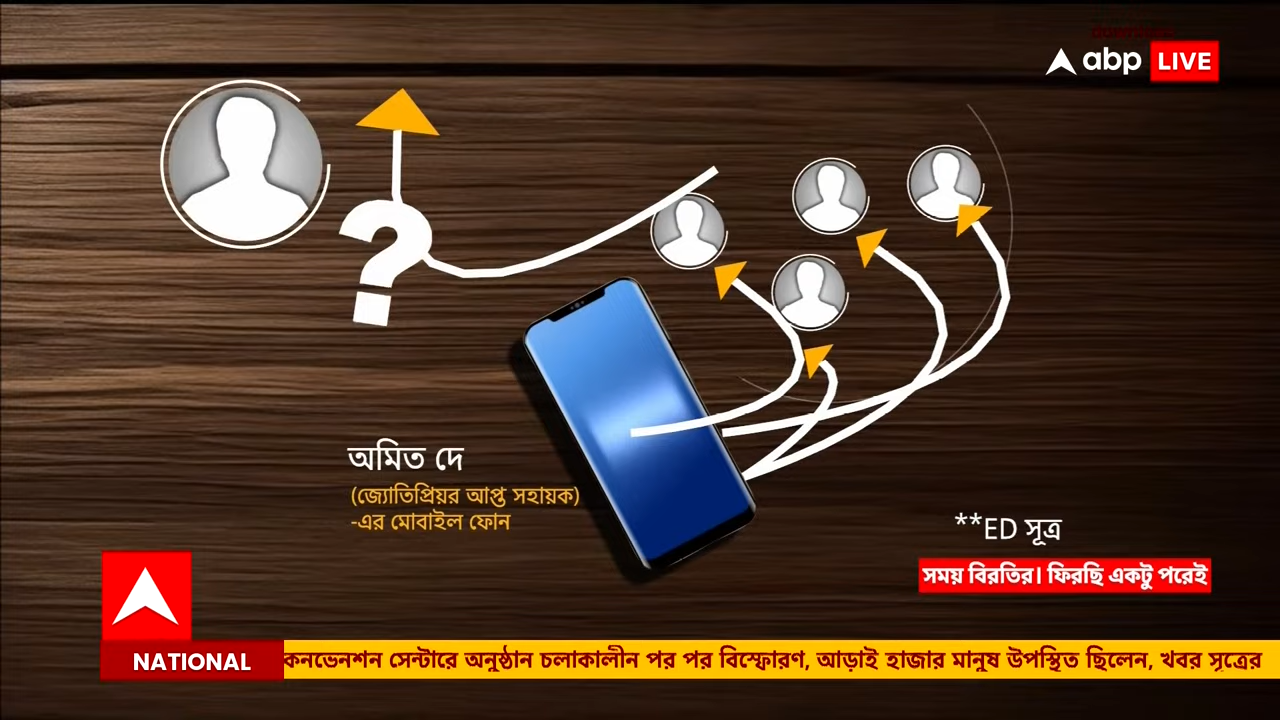 abp LIVE
?
অমিত দে
(জ্যোতিপ্রিয়র আপ্ত সহায়ক)
-এর মোবাইল ফোন
**ED সূত্র
সময় বিরতির। ফিরছি একটু পরেই
NATIONAL
কনভেনশন সেন্টারে অনুষ্ঠান চলাকালীন পর পর বিস্ফোরণ, আড়াই হাজার মানুষ উপস্থিত ছিলেন, খবর সূত্রের